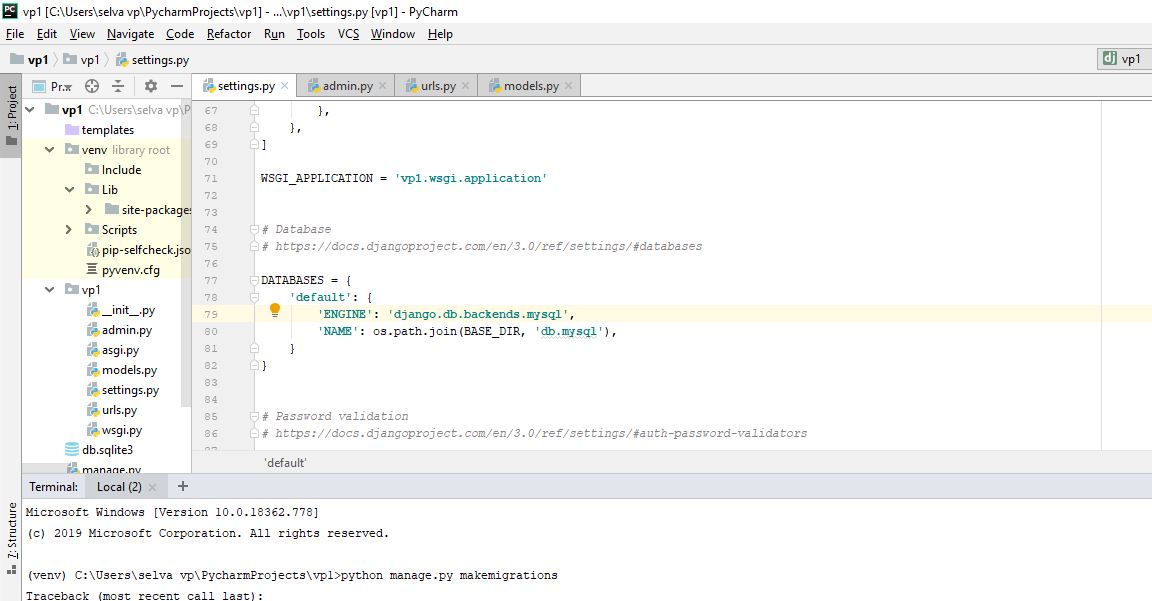 vp1 [C:\Users\selva vp\PycharmProjects\vp1] - ...\vp1\settings.py [vp1] - PyCharm
File Edit View Navigate Code Refactor Run Tools VCS Window Help
vp1 vp1 settings.py
vp1
1: Project
Z: Structure
Pr...
vp1 C:\Users\selva vp\P
templates
venv library root
Include
Lib
site-packages
Scripts
pip-selfcheck.jso
pyvenv.cfg
vp1
__init__.py
admin.py
asgi.py
models.py
settings.py
urls.py
wsgi.py
db.sqlite3
manage.py
settings.py admin.py urls.py models.py
67 },
68 },
69 ]
70
71 WSGI_APPLICATION = 'vp1.wsgi.application'
72
73
74 # Database
75 # https://docs.djangoproject.com/en/3.0/ref/settings/#databases
76
77 DATABASES = {
78 'default': {
79 'ENGINE': 'django.db.backends.mysql',
80 'NAME': os.path.join(BASE_DIR, 'db.mysql'),
81 }
82 }
83
84
85 # Password validation
86 # https://docs.djangoproject.com/en/3.0/ref/settings/#auth-password-validators
87
'default'
Terminal: Local (2) +
Microsoft Windows [Version 10.0.18362.778]
(c) 2019 Microsoft Corporation. All rights reserved.
(venv) C:\Users\selva vp\PycharmProjects\vp1>python manage.py makemigrations
Traceback (most recent call last):